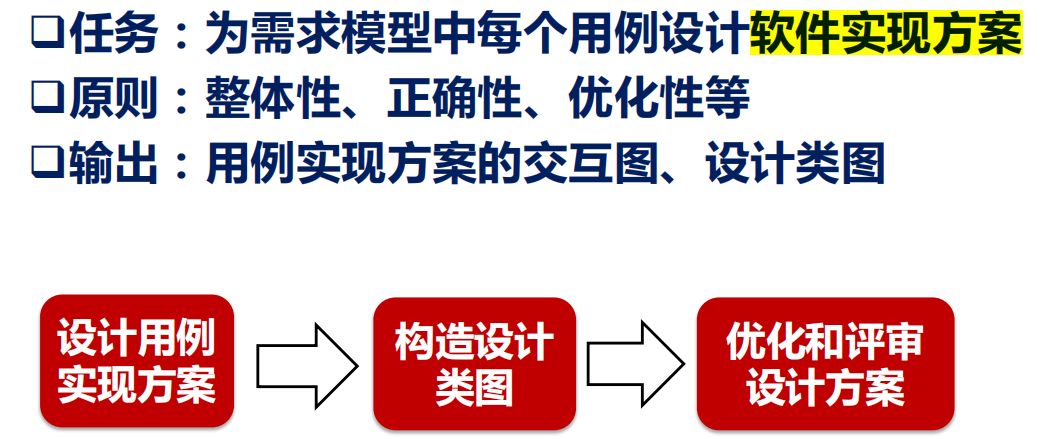 ❑任务：为需求模型中每个用例设计软件实现方案
❑原则：整体性、正确性、优化性等
❑输出：用例实现方案的交互图、设计类图
设计用例
实现方案
构造设计
类图
优化和评审
设计方案